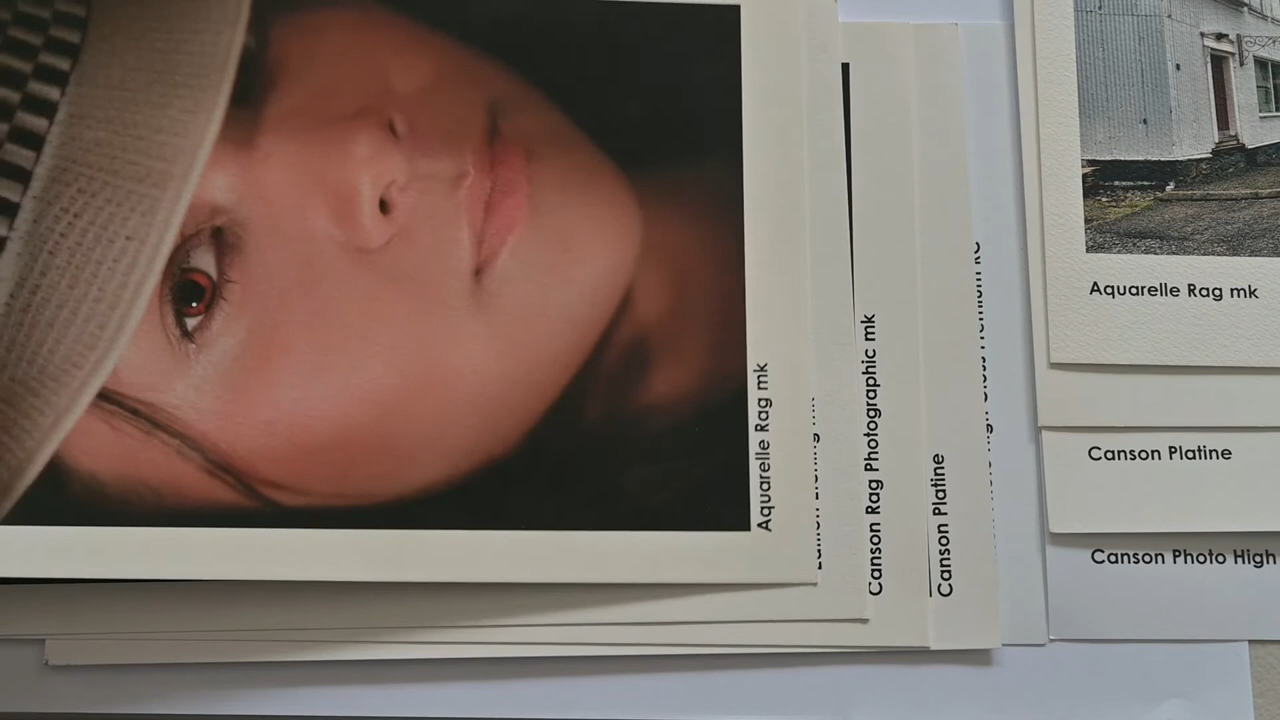 Aquarelle Rag mk
Canson Rag Photographic mk
Canson Platine
Aquarelle Rag mk
Canson Platine
Canson Photo High